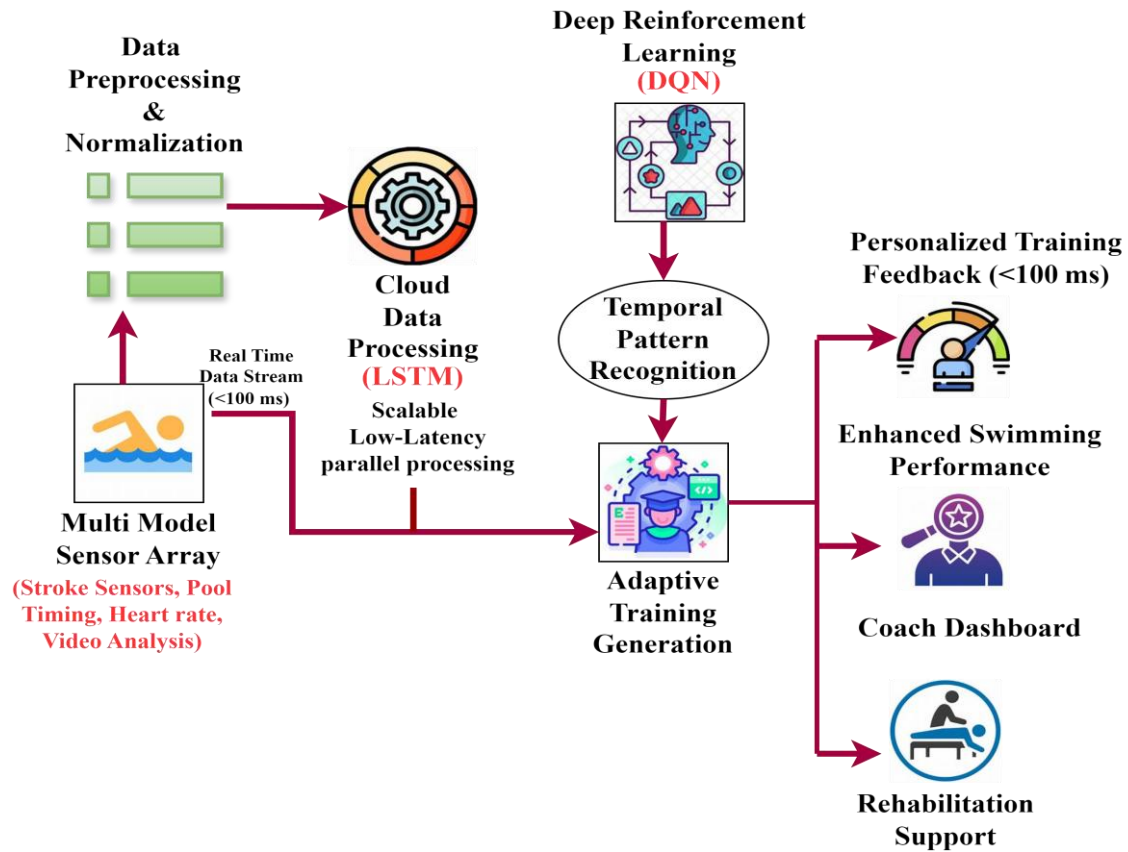 Data
Preprocessing
&
Normalization
Cloud
Data
Processing
(LSTM)
Scalable
Low-Latency
parallel processing
Real Time
Data Stream
(<100 ms)
Multi Model
Sensor Array
(Stroke Sensors, Pool
Timing, Heart rate,
Video Analysis)
Deep Reinforcement
Learning
(DQN)
Temporal
Pattern
Recognition
Adaptive
Training
Generation
Personalized Training
Feedback (<100 ms)
Enhanced Swimming
Performance
Coach Dashboard
Rehabilitation
Support